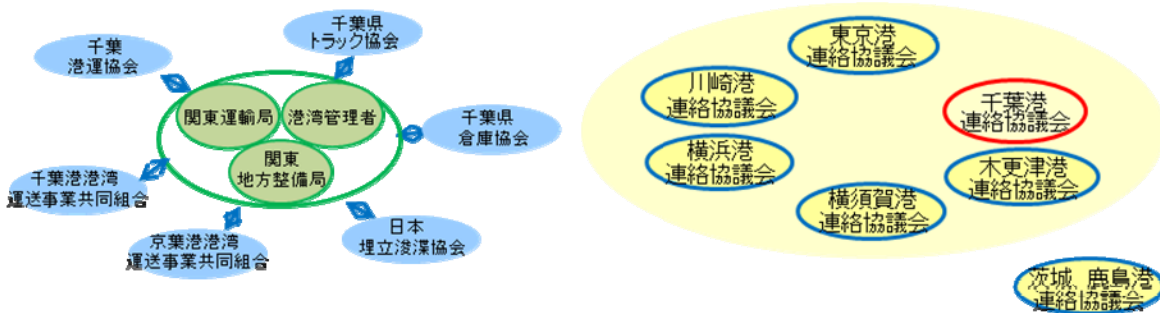 千葉
港運協会
千葉県
トラック協会
関東運輸局
港湾管理者
関東
地方整備局
千葉県
倉庫協会
千葉港港湾
運送事業共同組合
京葉港港湾
運送事業共同組合
日本
埋立浚渫協会
東京港
連絡協議会
川崎港
連絡協議会
千葉港
連絡協議会
横浜港
連絡協議会
木更津港
連絡協議会
横須賀港
連絡協議会
茨城 鹿島港
連絡協議会